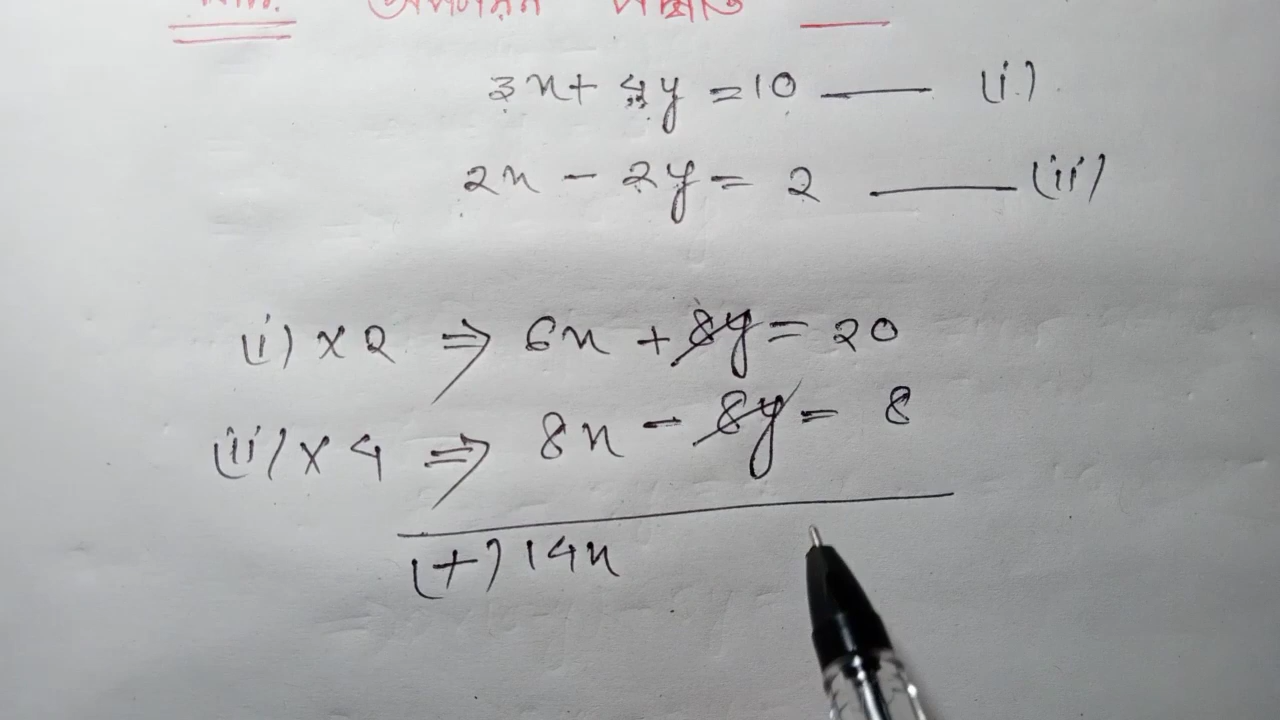 3x + 4y = 10 —— (i)
2x - 2y = 2 —— (ii)
(i) × 2 ⇒ 6x + 8y = 20
(ii) × 4 ⇒ 8x - 8y = 8
(+) 14x